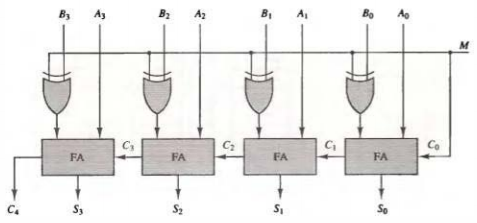 B₃ A₃ B₂ A₂ B₁ A₁ B₀ A₀
M
FA C₃ FA C₂ FA C₁ FA C₀
C₄ S₃ S₂ S₁ S₀